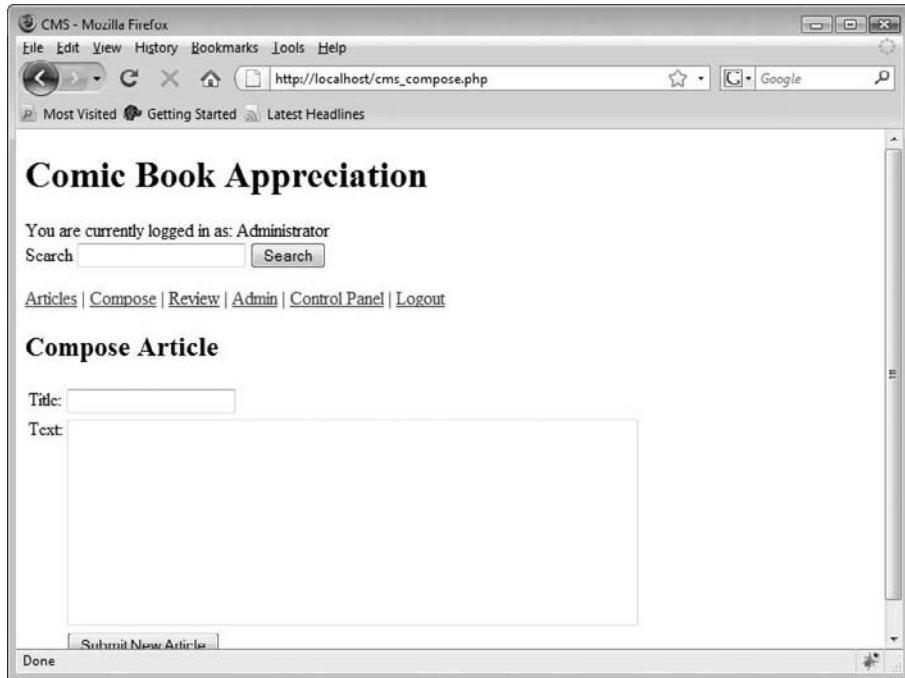 CMS - Mozilla Firefox
File Edit View History Bookmarks Tools Help
http://localhost/cms_compose.php
G Google
Most Visited Getting Started Latest Headlines
Comic Book Appreciation
You are currently logged in as: Administrator
Search Search
Articles | Compose | Review | Admin | Control Panel | Logout
Compose Article
Title:
Text:
Submit New Article
Done